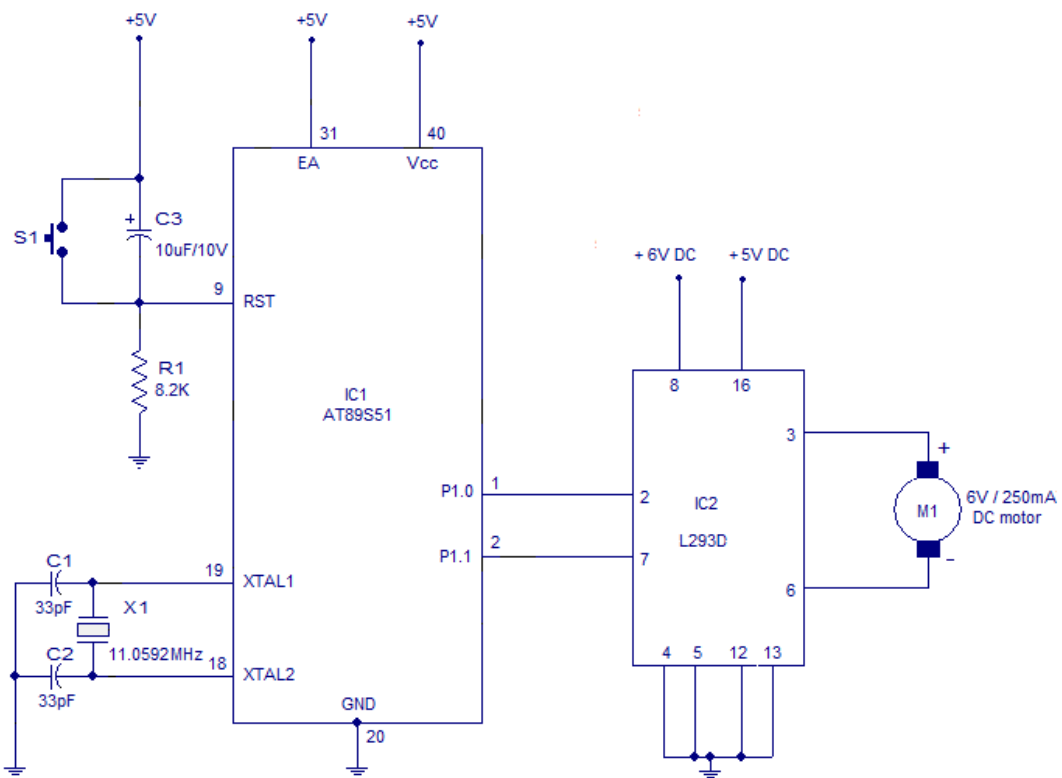 +5V
+5V
+5V
31
40
EA
Vcc
S1
+
C3
10uF/10V
9
RST
+ 6V DC
+ 5V DC
R1
8.2K
IC1
AT89S51
8
16
3
+
P1.0
1
2
IC2
M1
6V / 250mA
DC motor
P1.1
2
7
L293D
-
6
C1
33pF
19
XTAL1
X1
C2
33pF
11.0592MHz
18
XTAL2
4
5
12
13
GND
20